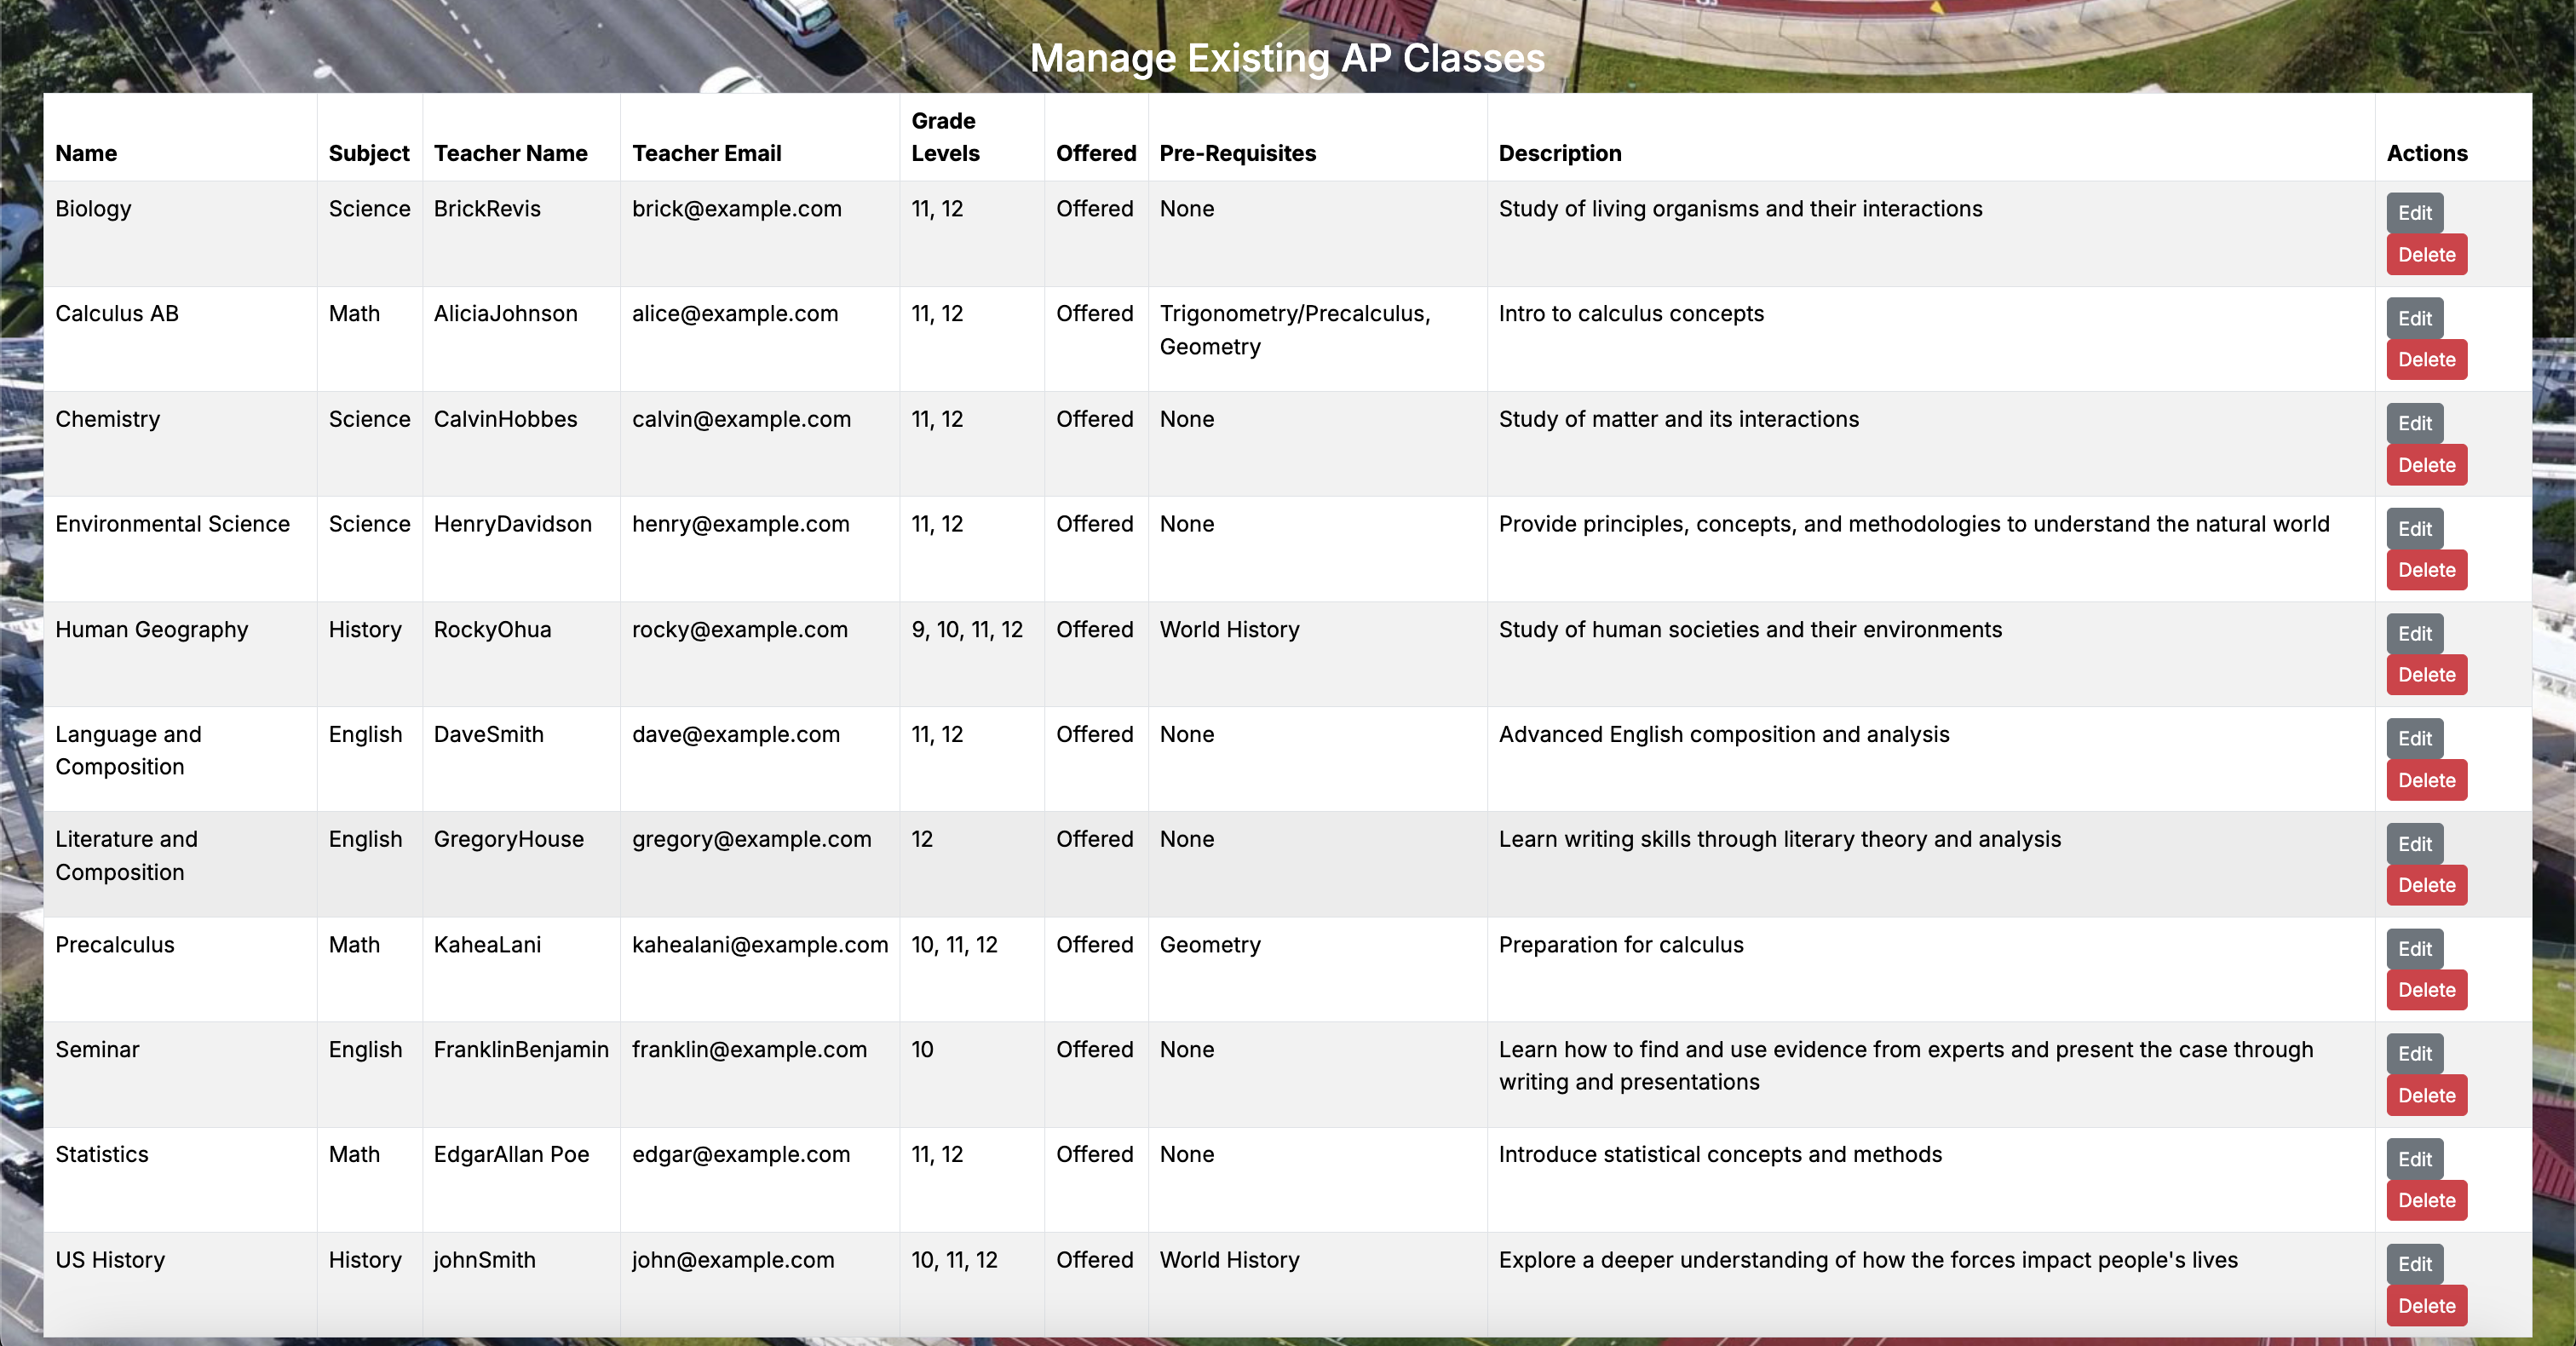 Manage Existing AP Classes
Name Subject Teacher Name Teacher Email Grade Levels Offered Pre-Requisites Description Actions
Biology Science BrickRevis brick@example.com 11, 12 Offered None Study of living organisms and their interactions Edit
Delete
Calculus AB Math AliciaJohnson alice@example.com 11, 12 Offered Trigonometry/Precalculus, Intro to calculus concepts Edit
Geometry Delete
Chemistry Science CalvinHobbes calvin@example.com 11, 12 Offered None Study of matter and its interactions Edit
Delete
Environmental Science Science HenryDavidson henry@example.com 11, 12 Offered None Provide principles, concepts, and methodologies to understand the natural world Edit
Delete
Human Geography History RockyOhua rocky@example.com 9, 10, 11, 12 Offered World History Study of human societies and their environments Edit
Delete
Language and English DaveSmith dave@example.com 11, 12 Offered None Advanced English composition and analysis Edit
Composition Delete
Literature and English GregoryHouse gregory@example.com 12 Offered None Learn writing skills through literary theory and analysis Edit
Composition Delete
Precalculus Math KaheaLani kahealani@example.com 10, 11, 12 Offered Geometry Preparation for calculus Edit
Delete
Seminar English FranklinBenjamin franklin@example.com 10 Offered None Learn how to find and use evidence from experts and present the case through Edit
writing and presentations Delete
Statistics Math EdgarAllan Poe edgar@example.com 11, 12 Offered None Introduce statistical concepts and methods Edit
Delete
US History History johnSmith john@example.com 10, 11, 12 Offered World History Explore a deeper understanding of how the forces impact people's lives Edit
Delete